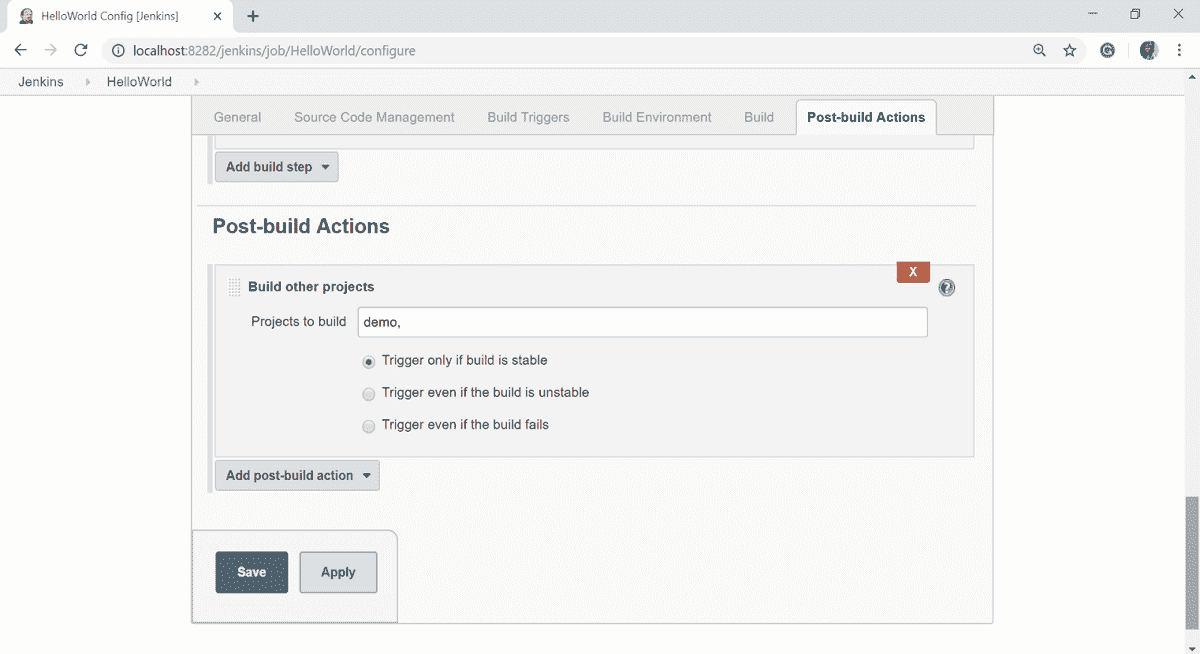 HelloWorld Config [Jenkins]
localhost:8282/jenkins/job/HelloWorld/configure
Jenkins HelloWorld
General Source Code Management Build Triggers Build Environment Build Post-build Actions
Add build step
Post-build Actions
X
Build other projects
Projects to build demo,
Trigger only if build is stable
Trigger even if the build is unstable
Trigger even if the build fails
Add post-build action
Save Apply